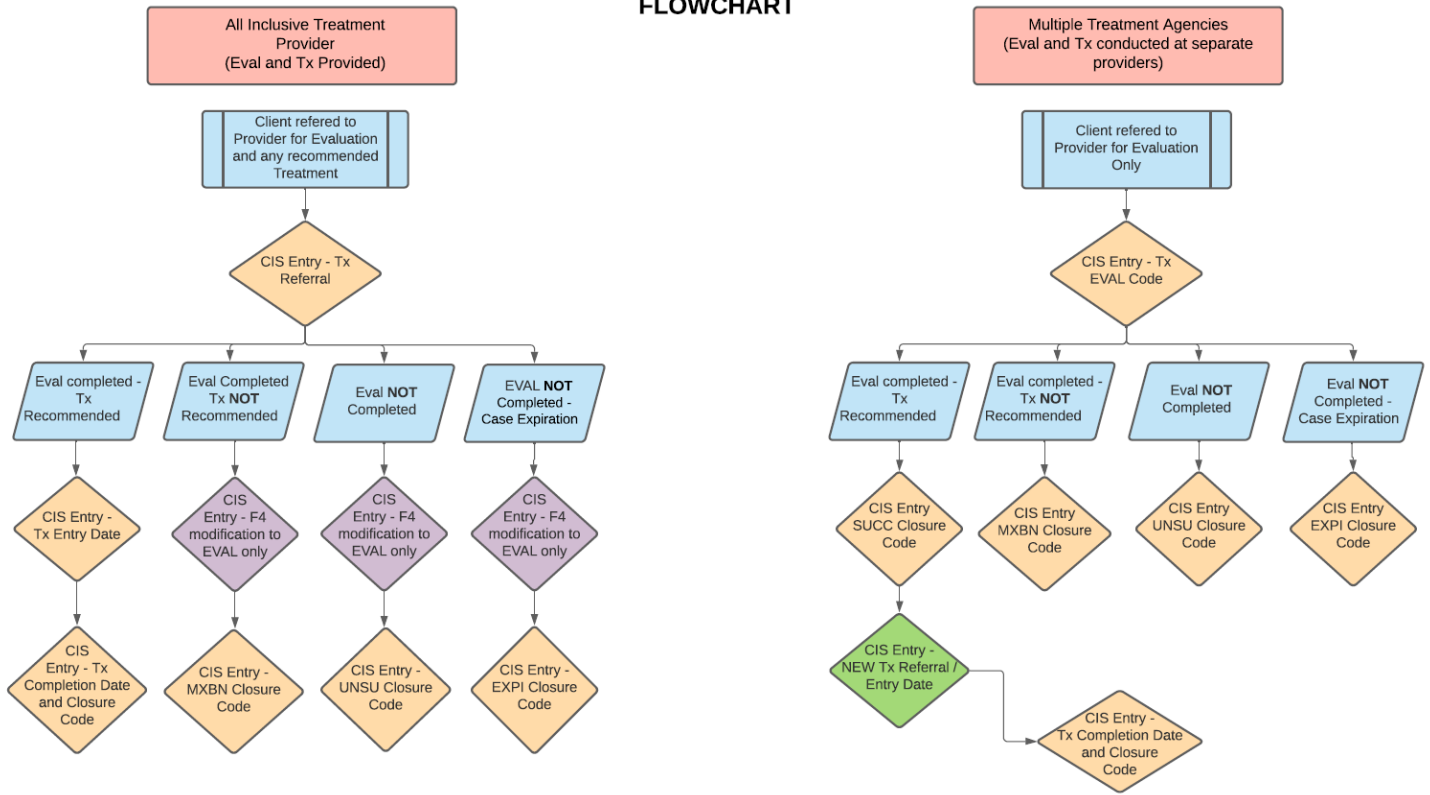 FLOWCHART
All Inclusive Treatment
Provider
(Eval and Tx Provided)
Client refered to
Provider for Evaluation
and any recommended
Treatment
CIS Entry - Tx
Referral
Eval completed -
Tx
Recommended
Eval Completed
Tx NOT
Recommended
Eval NOT
Completed
EVAL NOT
Completed -
Case Expiration
CIS Entry -
Tx Entry Date
CIS
Entry - F4
modification to
EVAL only
CIS
Entry - F4
modification to
EVAL only
CIS
Entry - F4
modification to
EVAL only
CIS
Entry - Tx
Completion Date
and Closure
Code
CIS Entry -
MXBN Closure
Code
CIS Entry -
UNSU Closure
Code
CIS Entry -
EXPI Closure
Code
Multiple Treatment Agencies
(Eval and Tx conducted at separate
providers)
Client refered to
Provider for Evaluation
Only
CIS Entry - Tx
EVAL Code
Eval completed -
Tx
Recommended
Eval completed -
Tx NOT
Recommended
Eval NOT
Completed
Eval NOT
Completed -
Case Expiration
CIS Entry
SUCC Closure
Code
CIS Entry
MXBN Closure
Code
CIS Entry
UNSU Closure
Code
CIS Entry
EXPI Closure
Code
CIS Entry -
NEW Tx Referral /
Entry Date
CIS Entry -
Tx Completion Date
and Closure
Code